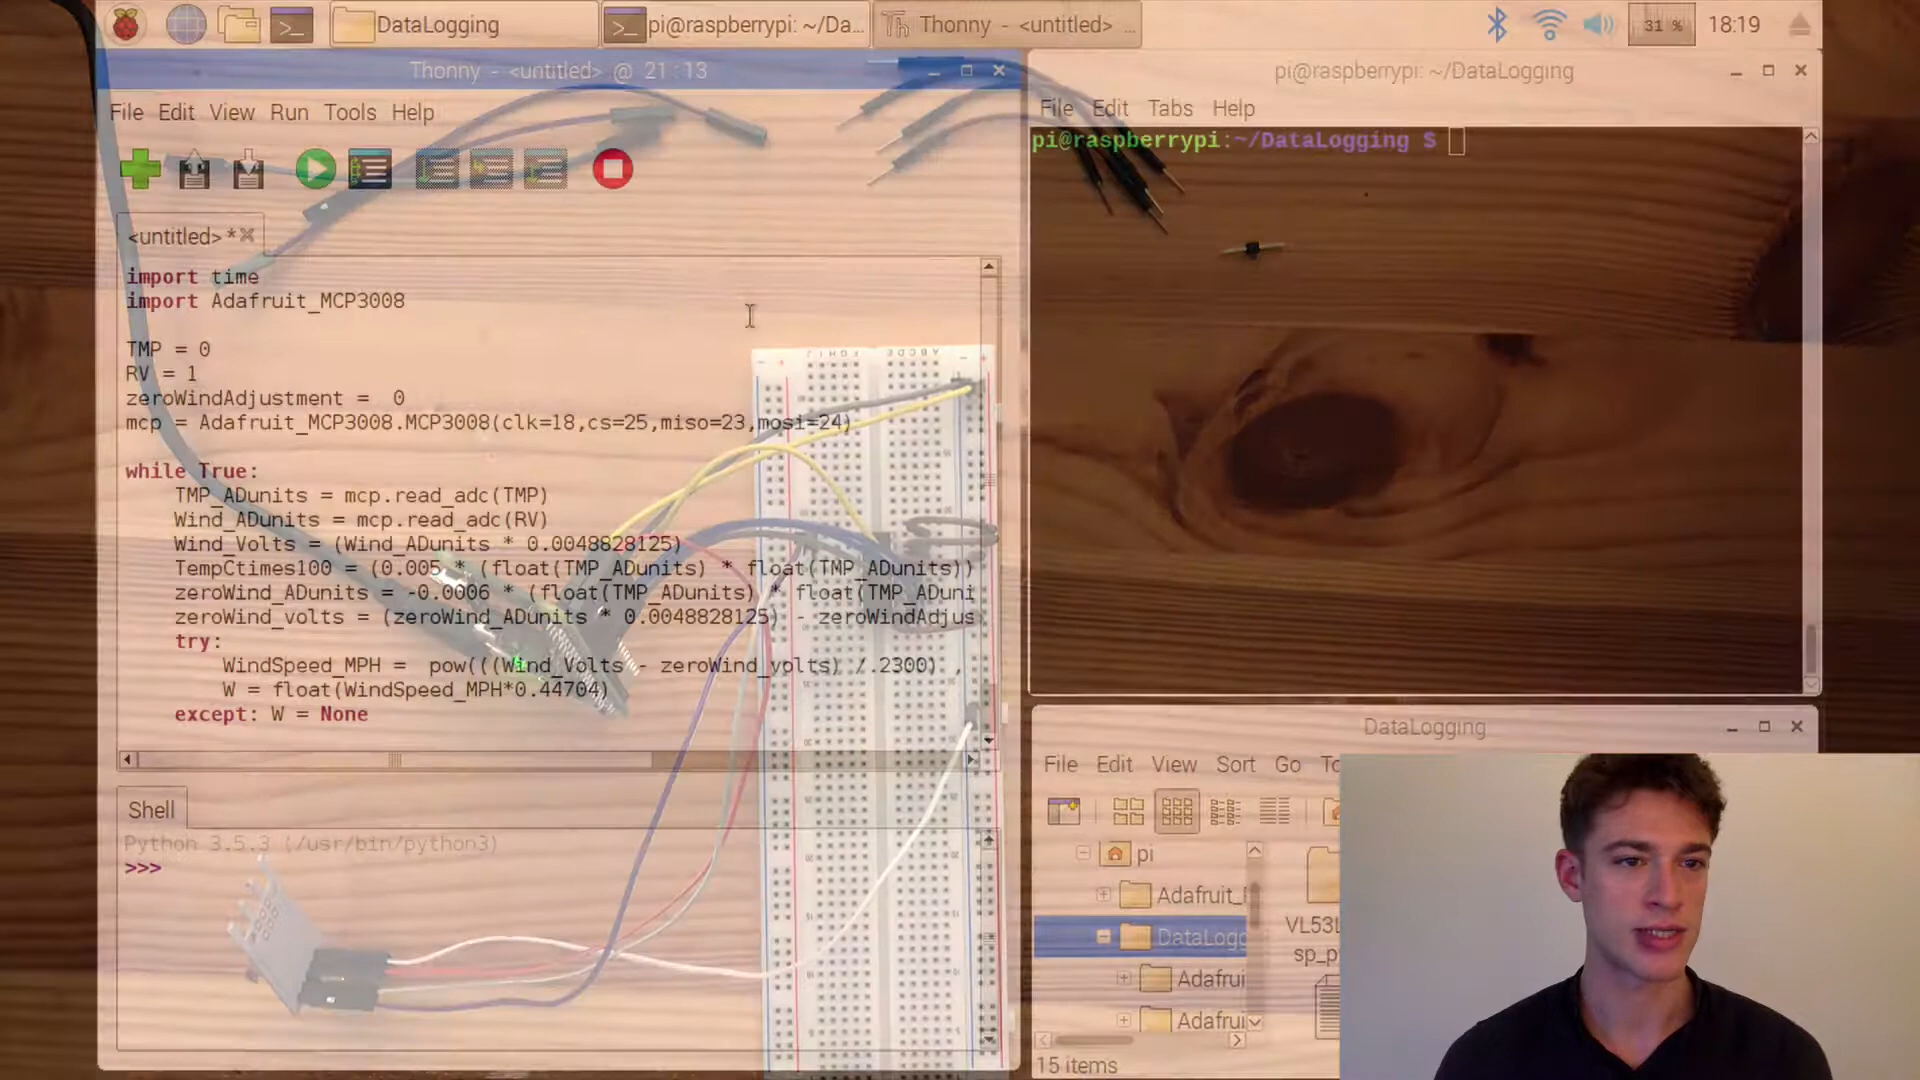 DataLogging
pi@raspberrypi: ~/Da...
Thonny - <untitled> ...
31 %
18:19
Thonny - <untitled> @ 21:13
File Edit View Run Tools Help
<untitled> *
import time
import Adafruit_MCP3008
TMP = 0
RV = 1
zeroWindAdjustment = 0
mcp = Adafruit_MCP3008.MCP3008(clk=18,cs=25,miso=23,mosi=24)
while True:
TMP_ADunits = mcp.read_adc(TMP)
Wind_ADunits = mcp.read_adc(RV)
Wind_Volts = (Wind_ADunits * 0.0048828125)
TempCtimes100 = (0.005 * (float(TMP_ADunits) * float(TMP_ADunits))
zeroWind_ADunits = -0.0006 * (float(TMP_ADunits) * float(TMP_ADuni
zeroWind_volts = (zeroWind_ADunits * 0.0048828125) - zeroWindAdjus
try:
WindSpeed_MPH = pow(((Wind_Volts - zeroWind_volts) /.2300) ,
W = float(WindSpeed_MPH*0.44704)
except: W = None
Shell
Python 3.5.3 (/usr/bin/python3)
>>>
pi@raspberrypi: ~/DataLogging
File Edit Tabs Help
pi@raspberrypi:~/DataLogging $
DataLogging
File Edit View Sort Go To
pi
Adafruit_
DataLogg
Adafrui
Adafrui
VL53L
sp_p
15 items